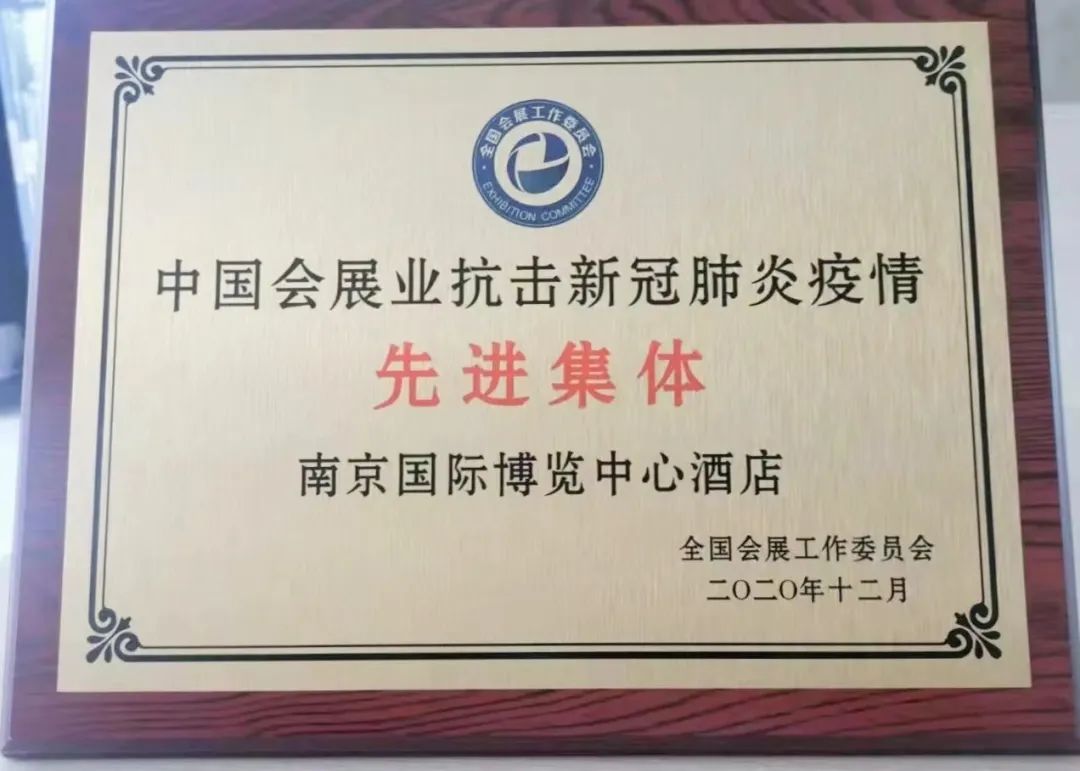 全国会展工作委员会
EXHIBITION COMMITTEE
中国会展业抗击新冠肺炎疫情
先进集体
南京国际博览中心酒店
全国会展工作委员会
二〇二〇年十二月